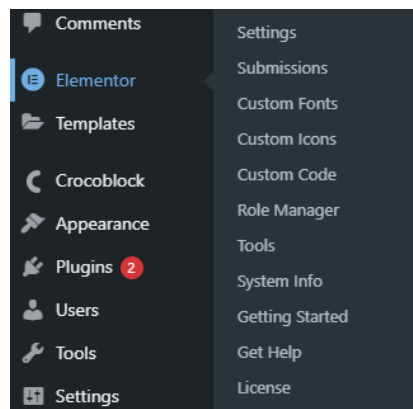 Comments
Elementor
Templates
Crocoblock
Appearance
Plugins 2
Users
Tools
Settings
Settings
Submissions
Custom Fonts
Custom Icons
Custom Code
Role Manager
Tools
System Info
Getting Started
Get Help
License